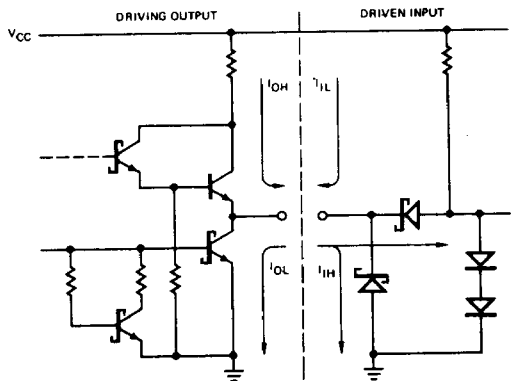 DRIVING OUTPUT
DRIVEN INPUT
VCC
IOH
IIL
IOL
IIH